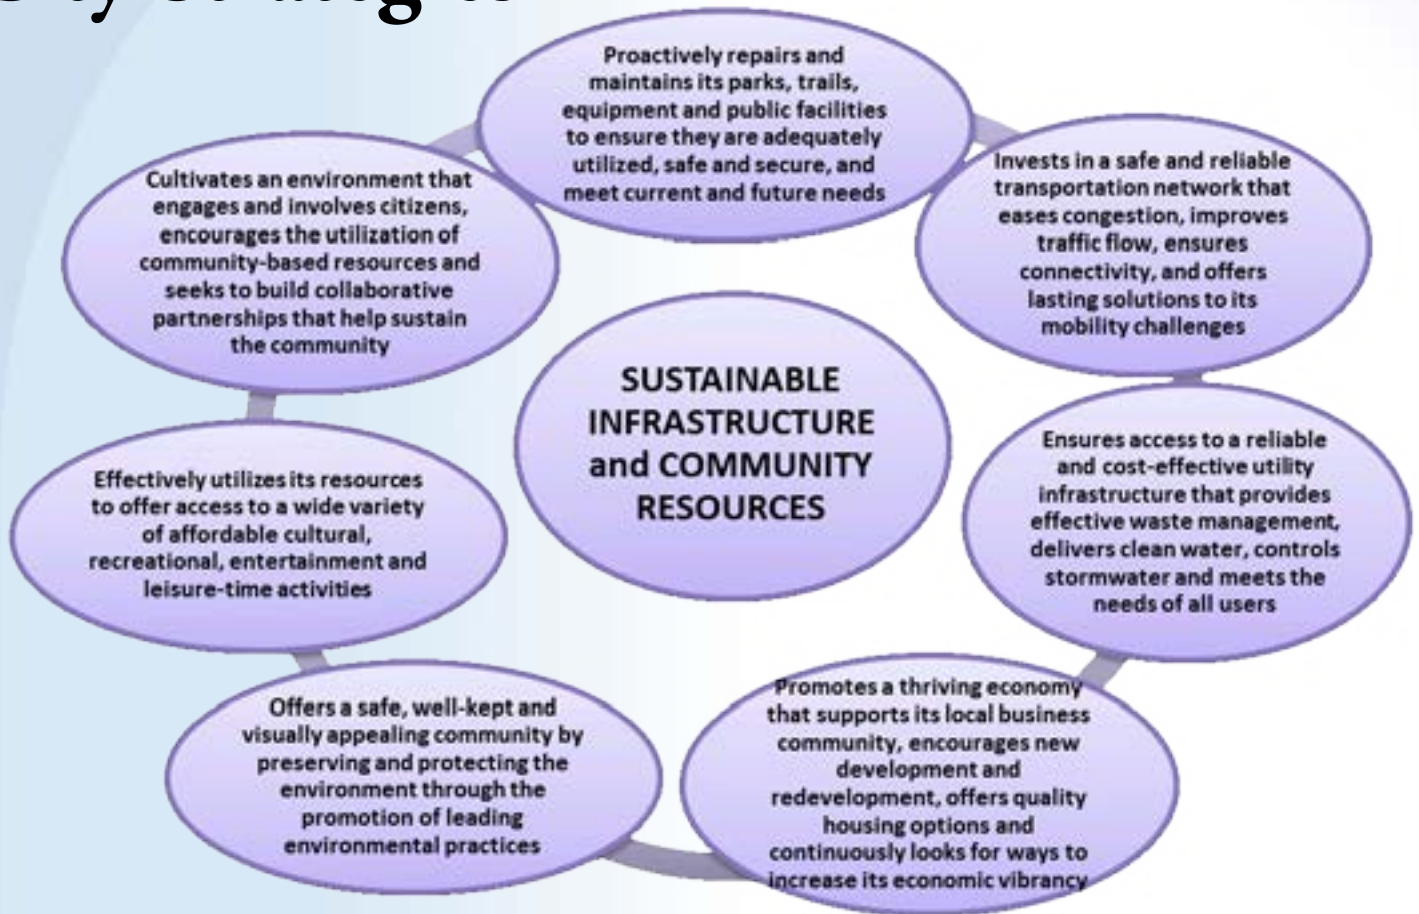 Proactively repairs and
maintains its parks, trails,
equipment and public facilities
to ensure they are adequately
utilized, safe and secure, and
meet current and future needs
Invests in a safe and reliable
transportation network that
eases congestion, improves
traffic flow, ensures
connectivity, and offers
lasting solutions to its
mobility challenges
Ensures access to a reliable
and cost-effective utility
infrastructure that provides
effective waste management,
delivers clean water, controls
stormwater and meets the
needs of all users
Promotes a thriving economy
that supports its local business
community, encourages new
development and
redevelopment, offers quality
housing options and
continuously looks for ways to
increase its economic vibrancy
Offers a safe, well-kept and
visually appealing community by
preserving and protecting the
environment through the
promotion of leading
environmental practices
Effectively utilizes its resources
to offer access to a wide variety
of affordable cultural,
recreational, entertainment and
leisure-time activities
Cultivates an environment that
engages and involves citizens,
encourages the utilization of
community-based resources and
seeks to build collaborative
partnerships that help sustain
the community
SUSTAINABLE
INFRASTRUCTURE
and COMMUNITY
RESOURCES